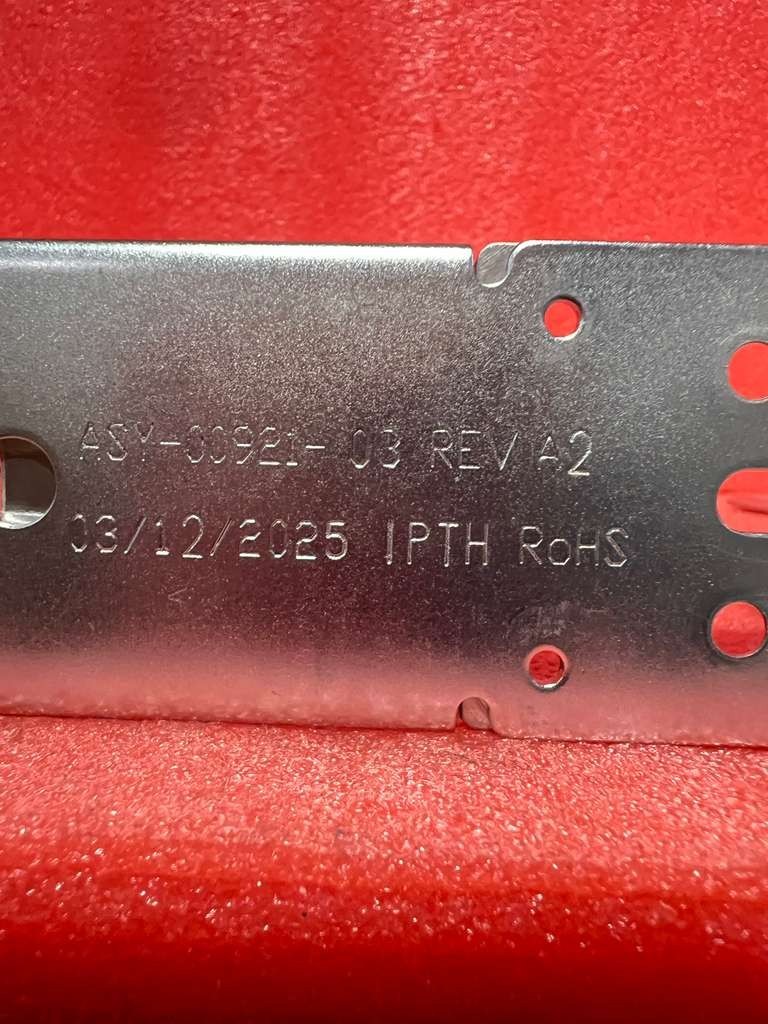 ASY-00921- 03 REV A2
03/12/2025 IPTH RoHS